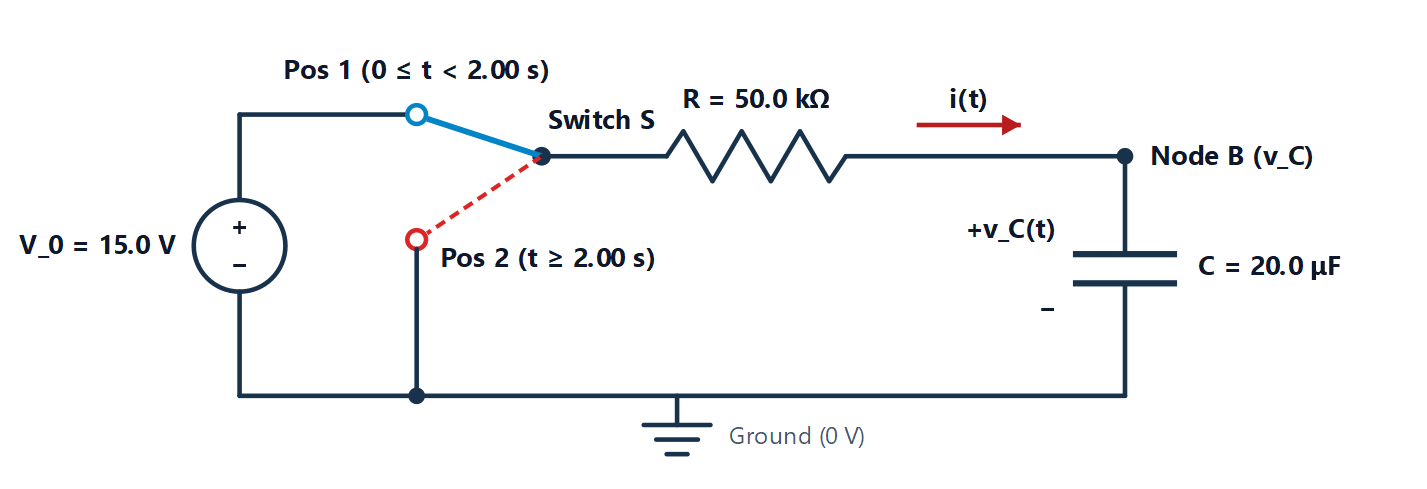 Pos 1 (0 ≤ t < 2.00 s)
Switch S
R = 50.0 kΩ
i(t)
Node B (v_C)
V_0 = 15.0 V
+
−
Pos 2 (t ≥ 2.00 s)
+v_C(t)
−
C = 20.0 μF
Ground (0 V)